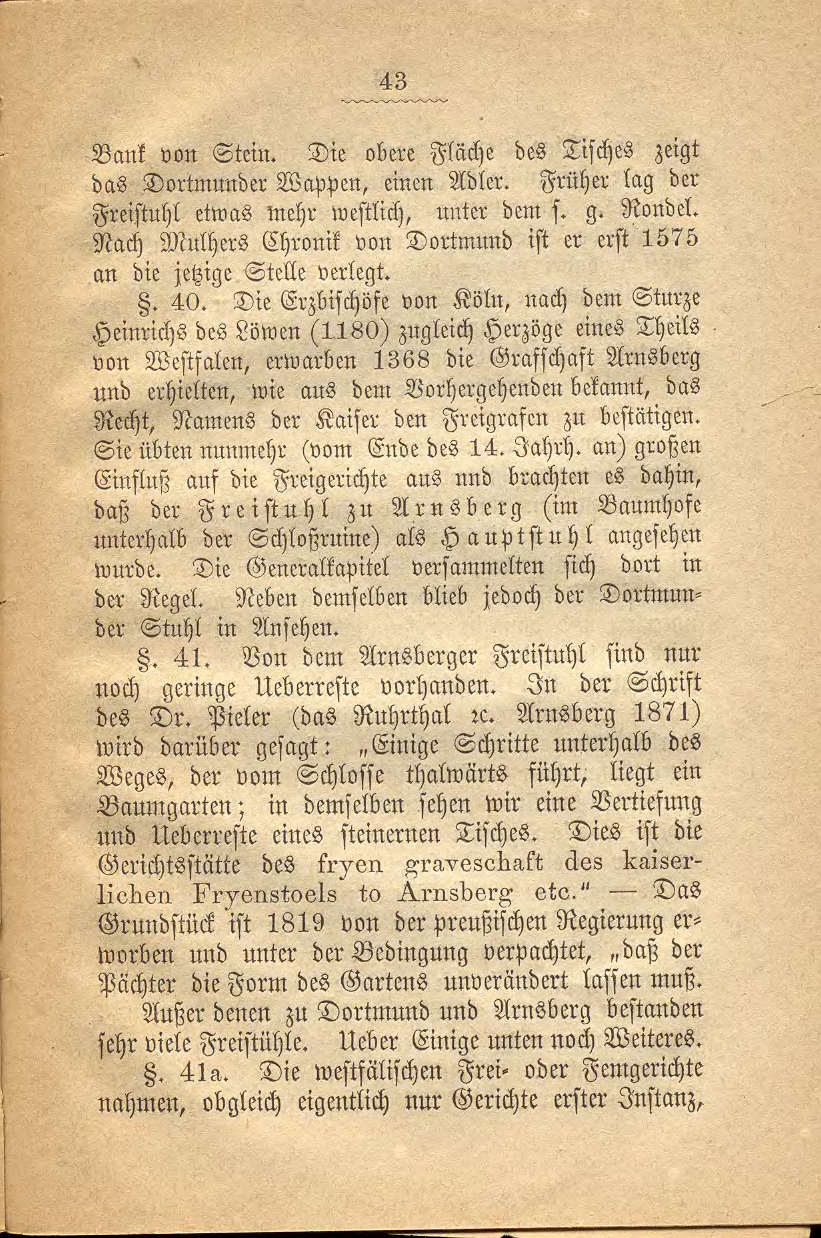 43
Bank von Stein. Die obere Fläche des Tisches zeigt
das Dortmunder Wappen, einen Adler. Früher lag der
Freistuhl etwas mehr westlich, unter dem s. g. Rondel.
Nach Mulhers Chronik von Dortmund ist er erst 1575
an die jetzige Stelle verlegt.
§. 40. Die Erzbischöfe von Köln, nach dem Sturze
Heinrichs des Löwen (1180) zugleich Herzöge eines Theils
von Westfalen, erwarben 1368 die Grafschaft Arnsberg
und erhielten, wie aus dem Vorhergehenden bekannt, das
Recht, Namens der Kaiser den Freigrafen zu bestätigen.
Sie übten nunmehr (vom Ende des 14. Jahrh. an) großen
Einfluß auf die Freigerichte aus und brachten es dahin,
daß der Freistuhl zu Arnsberg (im Baumhofe
unterhalb der Schloßruine) als Hauptstuhl angesehen
wurde. Die Generalkapitel versammelten sich dort in
der Regel. Neben demselben blieb jedoch der Dortmun-
der Stuhl in Ansehen.
§. 41. Von dem Arnsberger Freistuhl sind nur
noch geringe Ueberreste vorhanden. In der Schrift
des Dr. Pieler (das Ruhrthal ꝛc. Arnsberg 1871)
wird darüber gesagt: „Einige Schritte unterhalb des
Weges, der vom Schlosse thalwärts führt, liegt ein
Baumgarten; in demselben sehen wir eine Vertiefung
und Ueberreste eines steinernen Tisches. Dies ist die
Gerichtsstätte des fryen graveschaft des kaiser-
lichen Fryenstoels to Arnsberg etc." — Das
Grundstück ist 1819 von der preußischen Regierung er-
worben und unter der Bedingung verpachtet, „daß der
Pächter die Form des Gartens unverändert lassen muß.
Außer denen zu Dortmund und Arnsberg bestanden
sehr viele Freistühle. Ueber Einige unten noch Weiteres.
§. 41a. Die westfälischen Frei- oder Femgerichte
nahmen, obgleich eigentlich nur Gerichte erster Instanz,